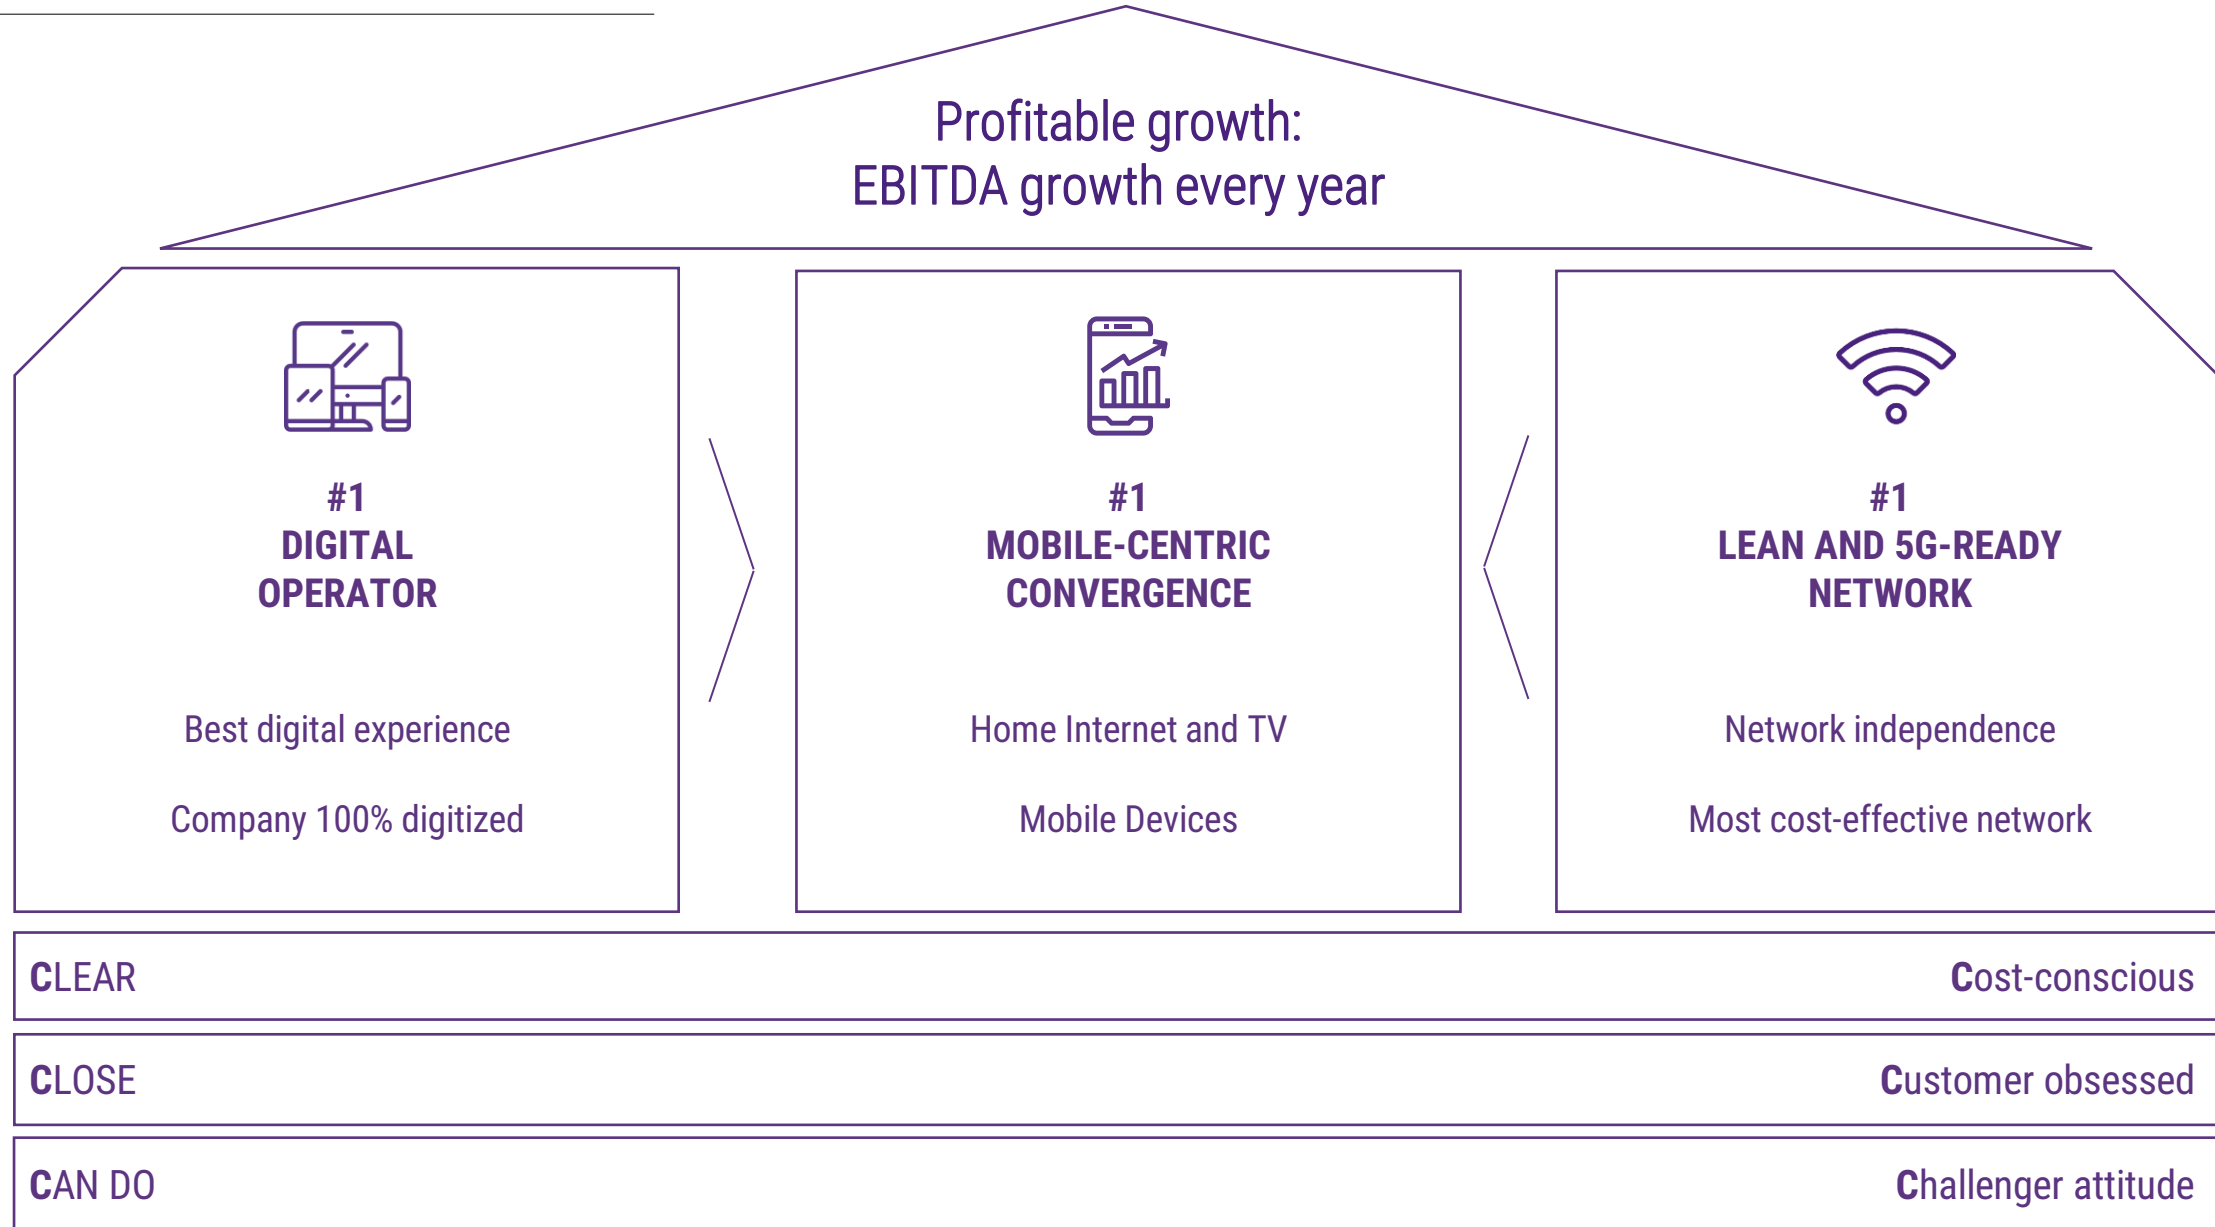 Profitable growth:
EBITDA growth every year
#1
DIGITAL
OPERATOR
Best digital experience
Company 100% digitized
#1
MOBILE-CENTRIC
CONVERGENCE
Home Internet and TV
Mobile Devices
#1
LEAN AND 5G-READY
NETWORK
Network independence
Most cost-effective network
CLEAR
Cost-conscious
CLOSE
Customer obsessed
CAN DO
Challenger attitude